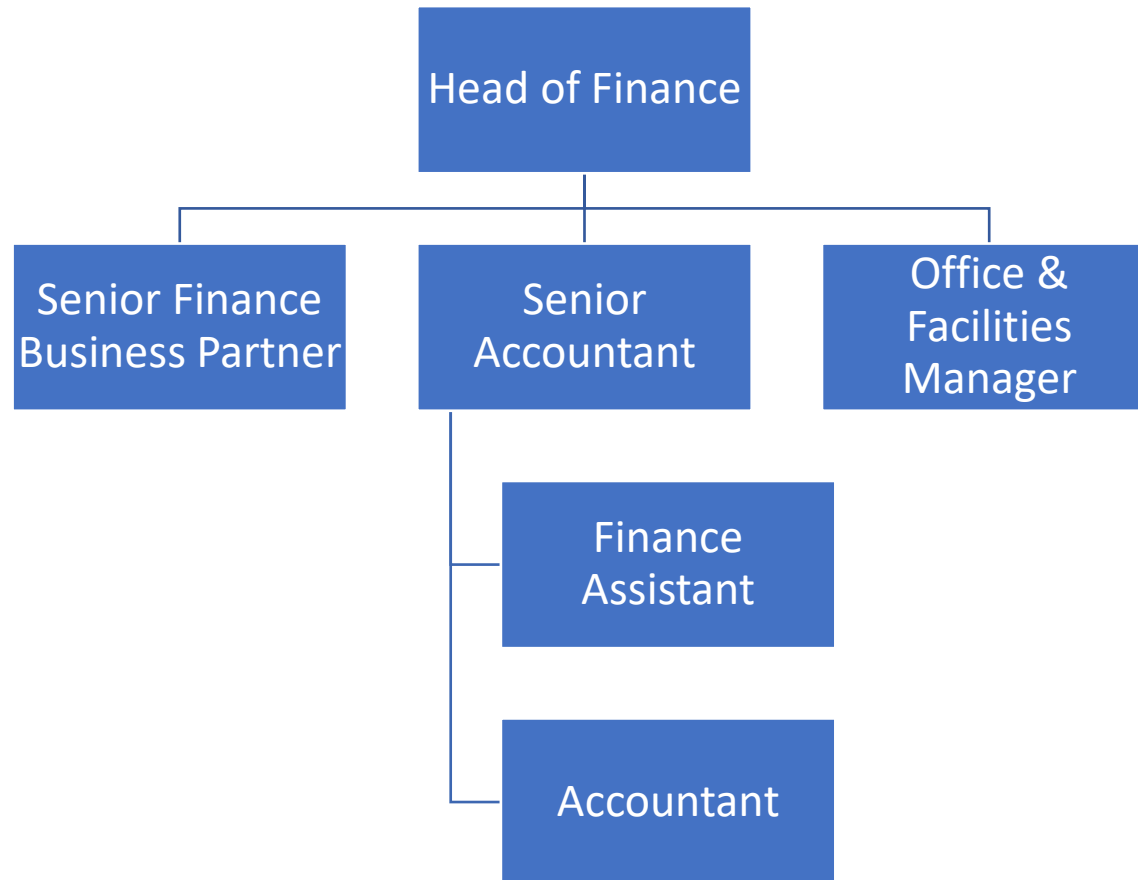 Head of Finance
Senior Finance
Business Partner
Senior
Accountant
Office &
Facilities
Manager
Finance
Assistant
Accountant